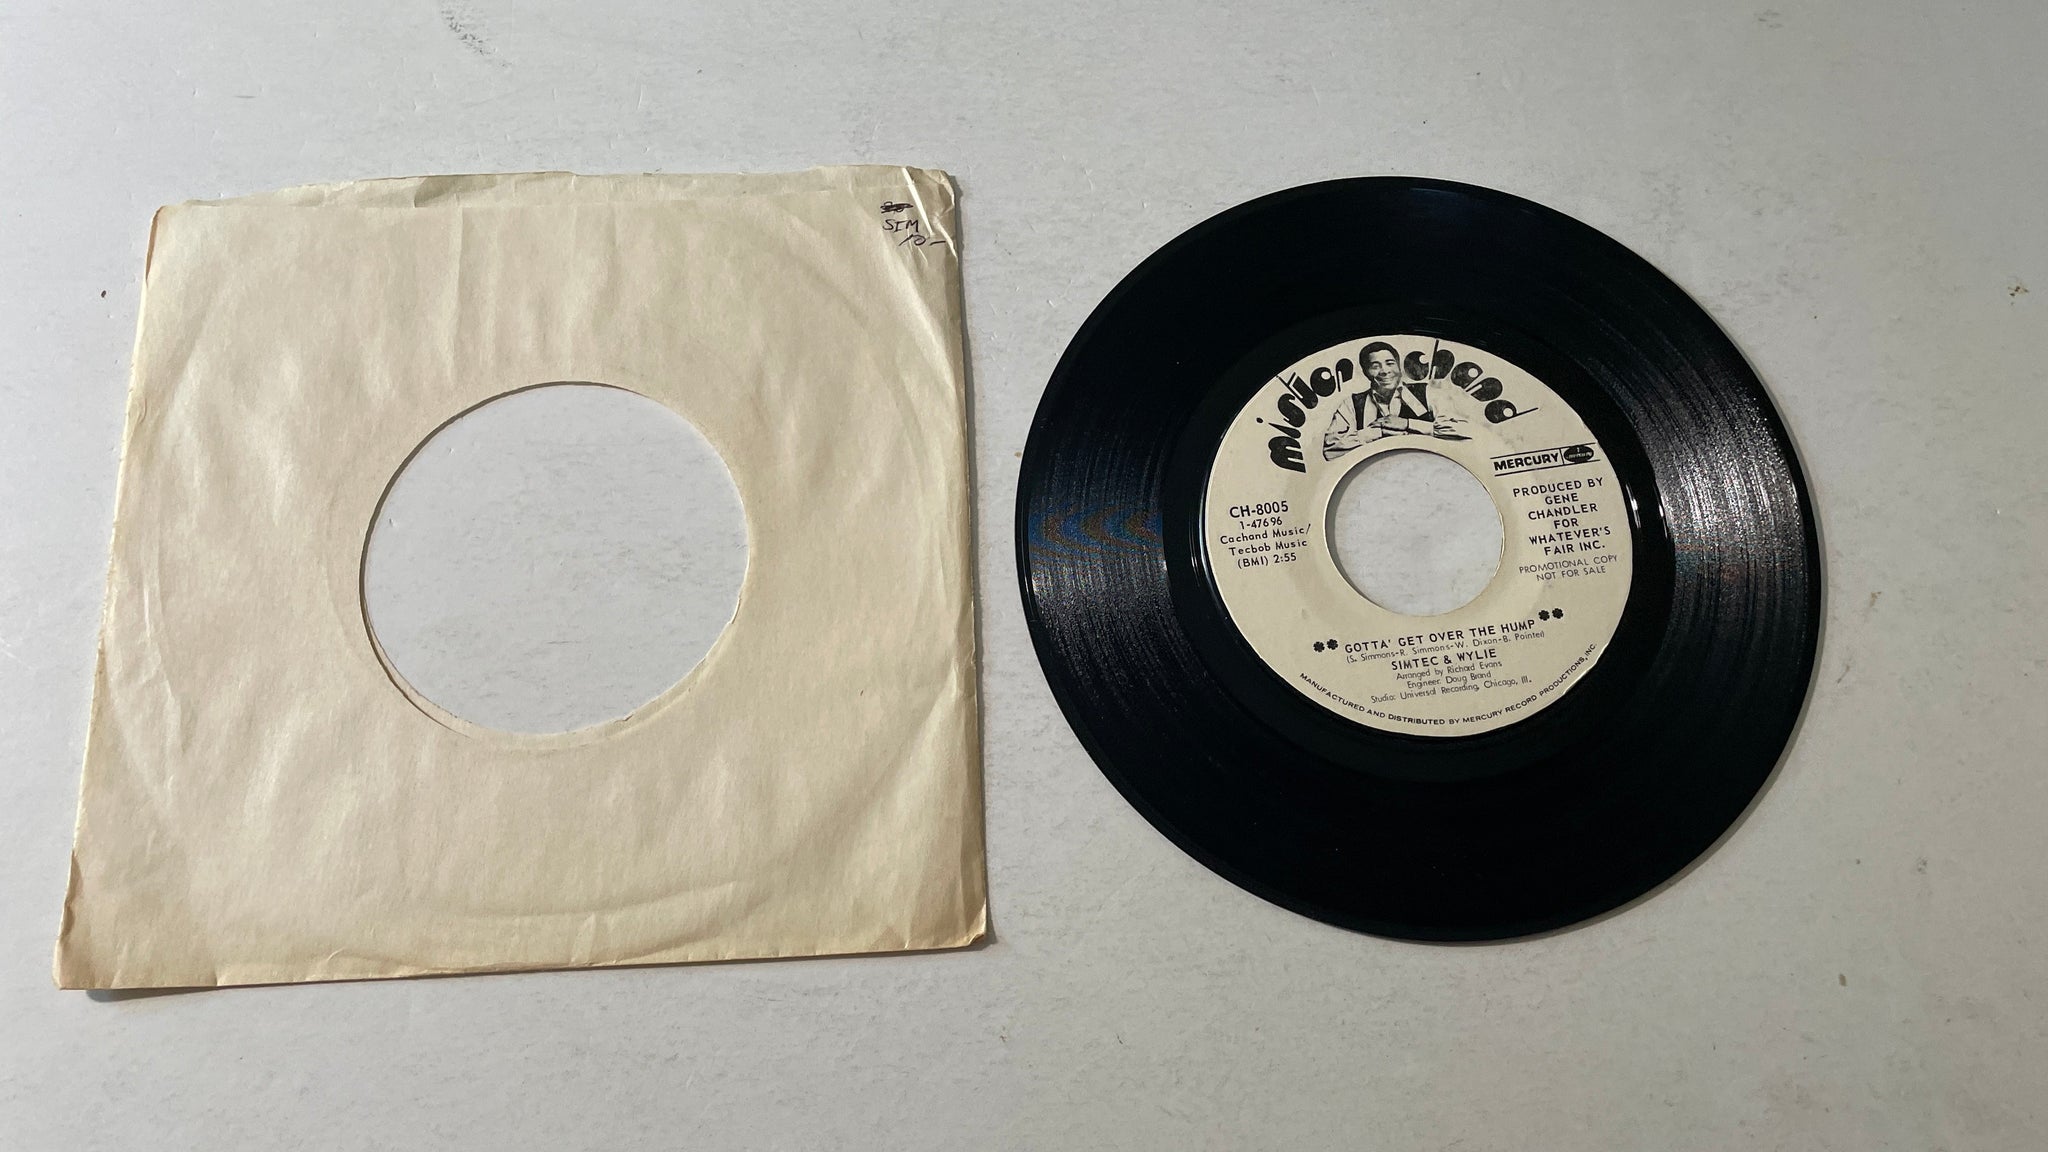 SIM
10-
mister chand
MERCURY
CH-8005
1-47696
Cachand Music/
Tecbob Music
(BMI) 2:55
PRODUCED BY
GENE
CHANDLER
FOR
WHATEVER'S
FAIR INC.
PROMOTIONAL COPY
NOT FOR SALE
GOTTA' GET OVER THE HUMP
(S. Simmons-R. Simmons-W. Dixon-B. Pointer)
SIMTEC & WYLIE
Arranged by Richard Evans
Engineer: Doug Brand
Studio: Universal Recording, Chicago, Ill.
MANUFACTURED AND DISTRIBUTED BY MERCURY RECORD PRODUCTIONS, INC.